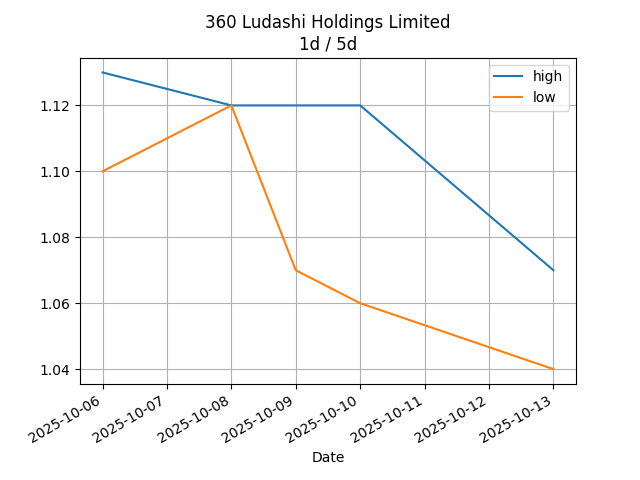 360 Ludashi Holdings Limited
1d / 5d
high
low
1.12
1.10
1.08
1.06
1.04
2025-10-06
2025-10-07
2025-10-08
2025-10-09
2025-10-10
2025-10-11
2025-10-12
2025-10-13
Date